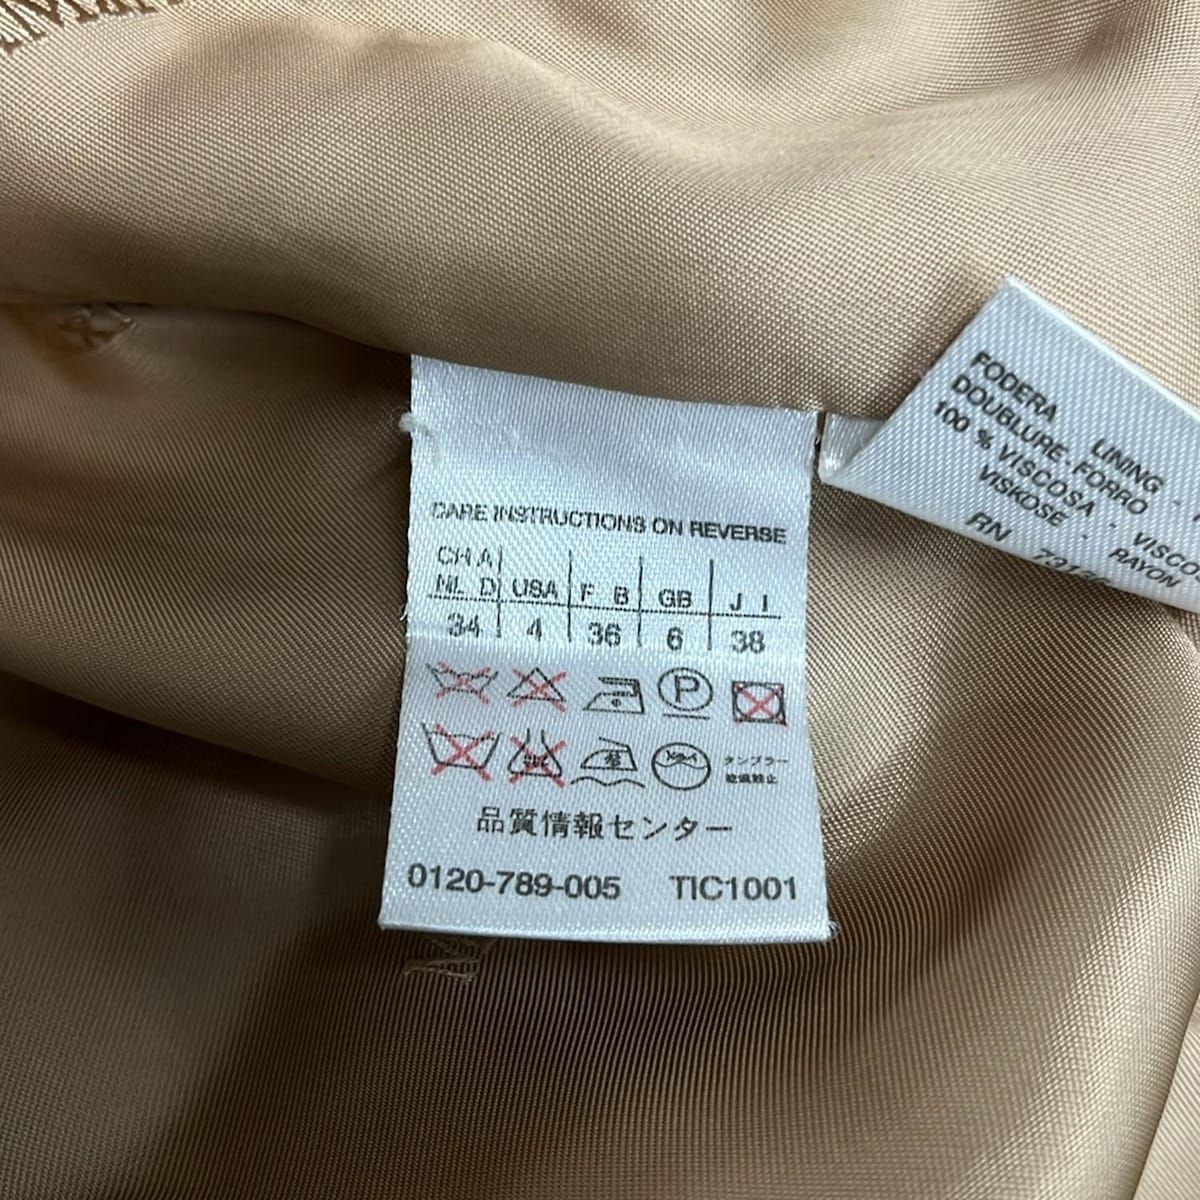 CARE INSTRUCTIONS ON REVERSE
CH A
NL D USA F B GB J I
34 4 36 6 38
P
タンブラー
乾燥禁止
品質情報センター
0120-789-005 TIC1001
FODERA LINING -
DOUBLURE-FORRO
100 % VISCOSA - VISCO
VISKOSE - RAYON
RN